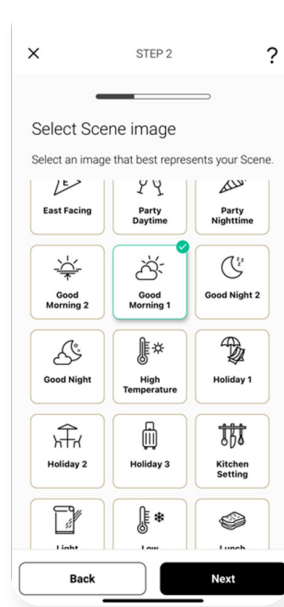 STEP 2
?
Select Scene image
Select an image that best represents your Scene.
E
East Facing
Party
Daytime
Party
Nighttime
Good
Morning 2
Good
Morning 1
Good Night 2
Good Night
High
Temperature
Holiday 1
Holiday 2
Holiday 3
Kitchen
Setting
Light
Low
Lunch
Back
Next